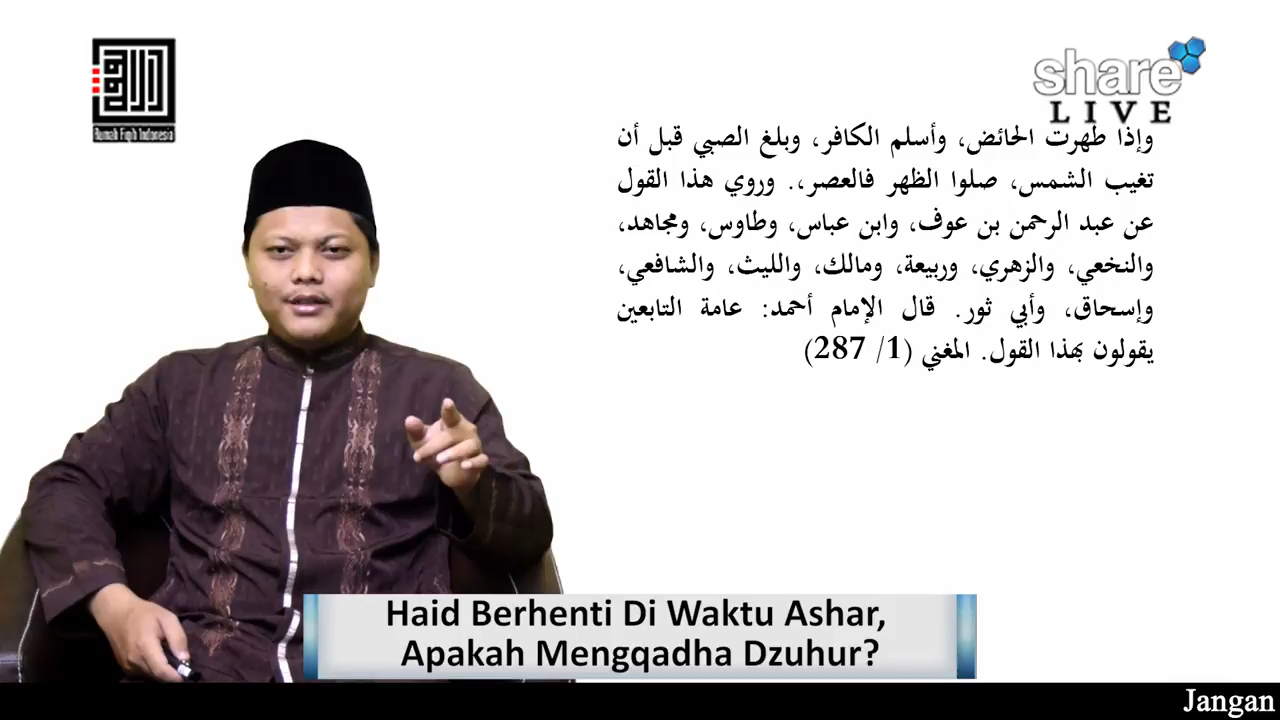 Rumah Fiqih Indonesia
share
LIVE
وإذا طهرت الحائض، وأسلم الكافر، وبلغ الصبي قبل أن
تغيب الشمس، صلوا الظهر فالعصر،. وروي هذا القول
عن عبد الرحمن بن عوف، وابن عباس، وطاوس، ومجاهد،
والنخعي، والزهري، وربيعة، ومالك، والليث، والشافعي،
وإسحاق، وأبي ثور. قال الإمام أحمد: عامة التابعين
يقولون بهذا القول. المغني (1/ 287)
Haid Berhenti Di Waktu Ashar,
Apakah Mengqadha Dzuhur?
Jangan